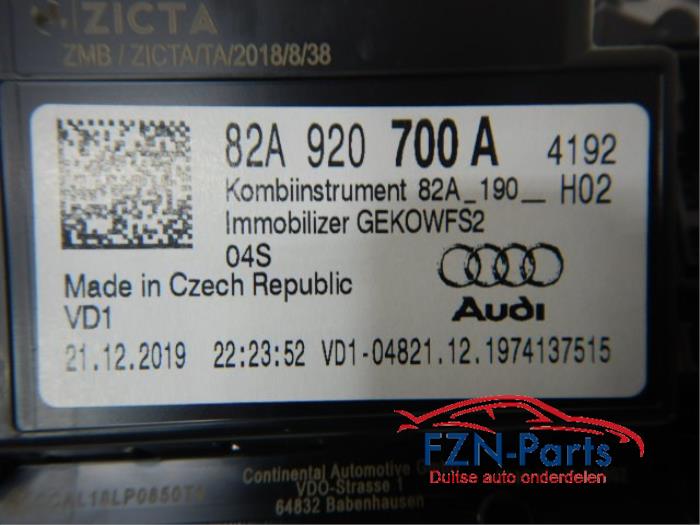 ZICTA
ZMB / ZICTA/TA/2018/8/38
82A 920 700 A 4192
Kombiinstrument 82A_190__ H02
Immobilizer GEKOWFS2
04S
Made in Czech Republic
VD1
Audi
21.12.2019 22:23:52 VD1-04821.12.1974137515
FZN-Parts
Duitse auto onderdelen
Continental Automotive
VDO-Strasse 1
64832 Babenhausen